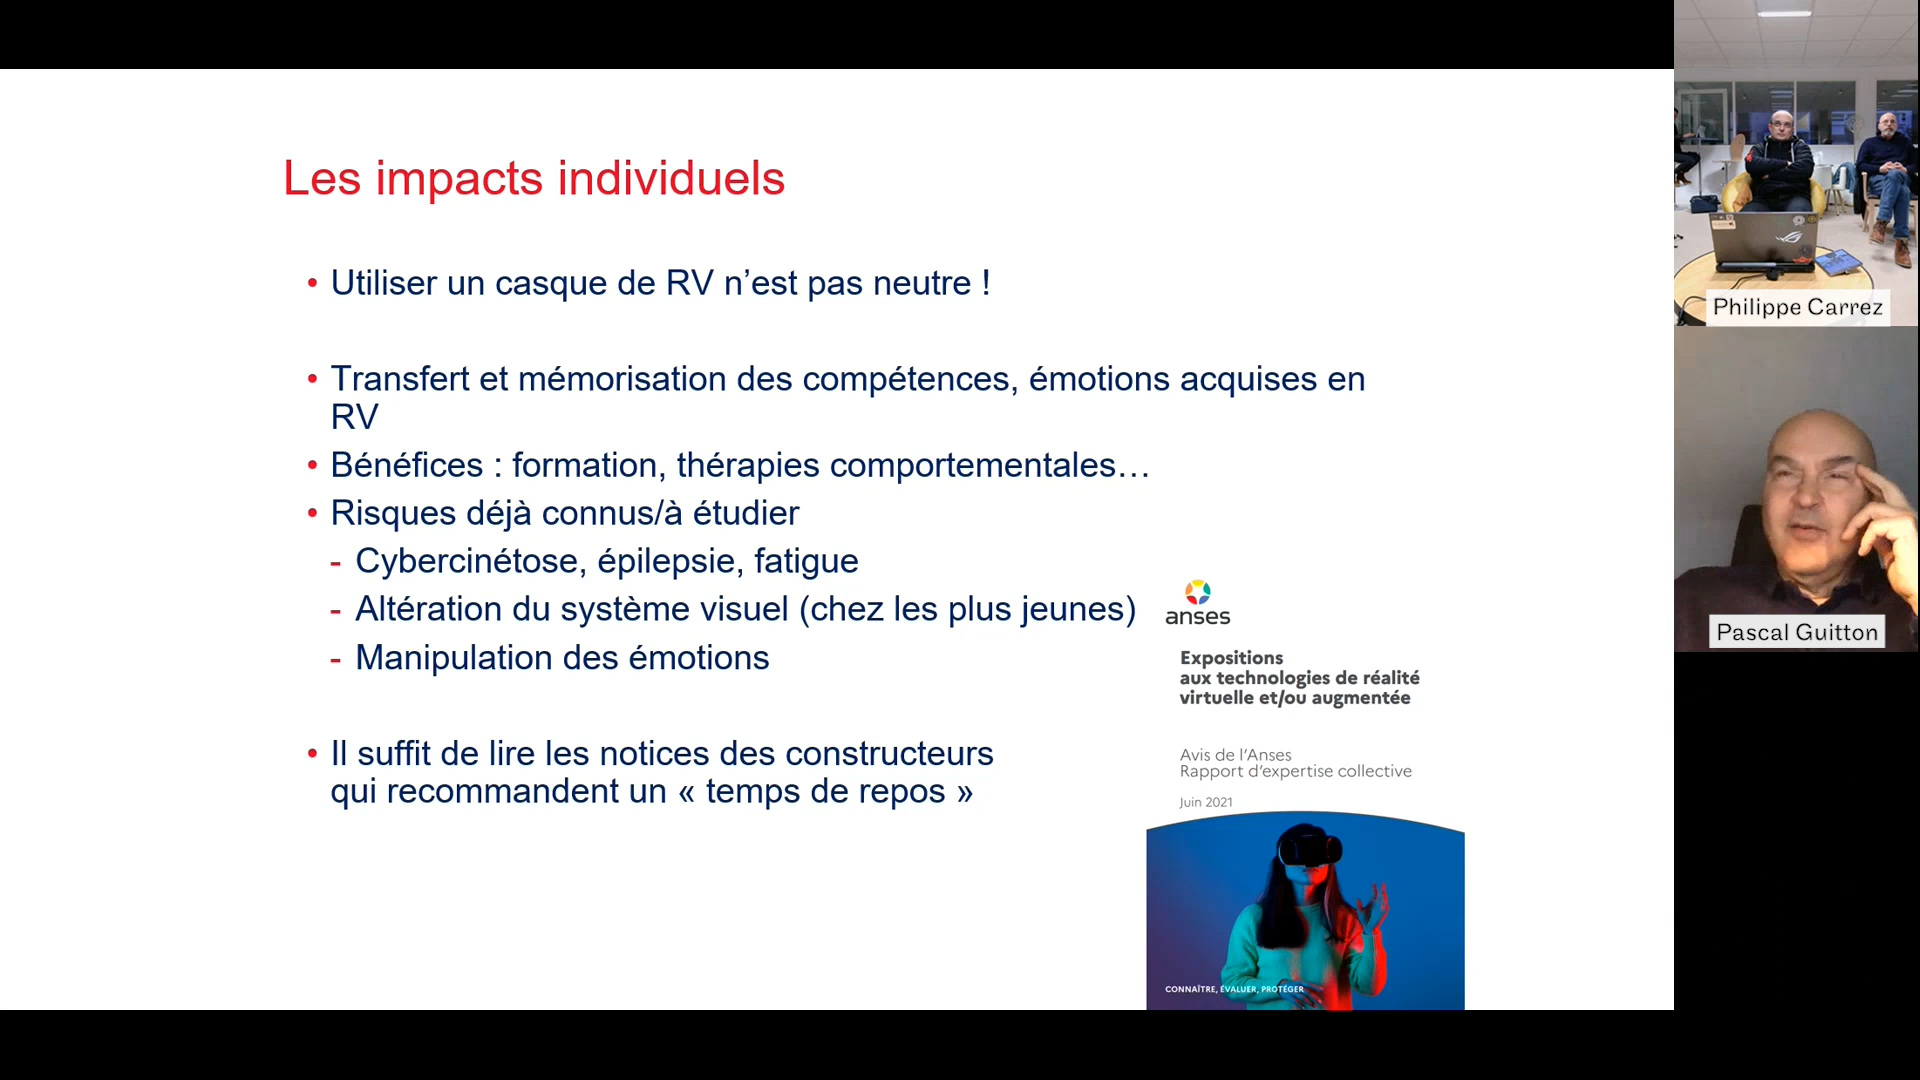 Les impacts individuels
• Utiliser un casque de RV n’est pas neutre !
• Transfert et mémorisation des compétences, émotions acquises en
RV
• Bénéfices : formation, thérapies comportementales…
• Risques déjà connus/à étudier
- Cybercinétose, épilepsie, fatigue
- Altération du système visuel (chez les plus jeunes)
- Manipulation des émotions
• Il suffit de lire les notices des constructeurs
qui recommandent un « temps de repos »
anses
Expositions
aux technologies de réalité
virtuelle et/ou augmentée
Avis de l’Anses
Rapport d’expertise collective
Juin 2021
CONNAÎTRE, ÉVALUER, PROTÉGER
Philippe Carrez
Pascal Guitton